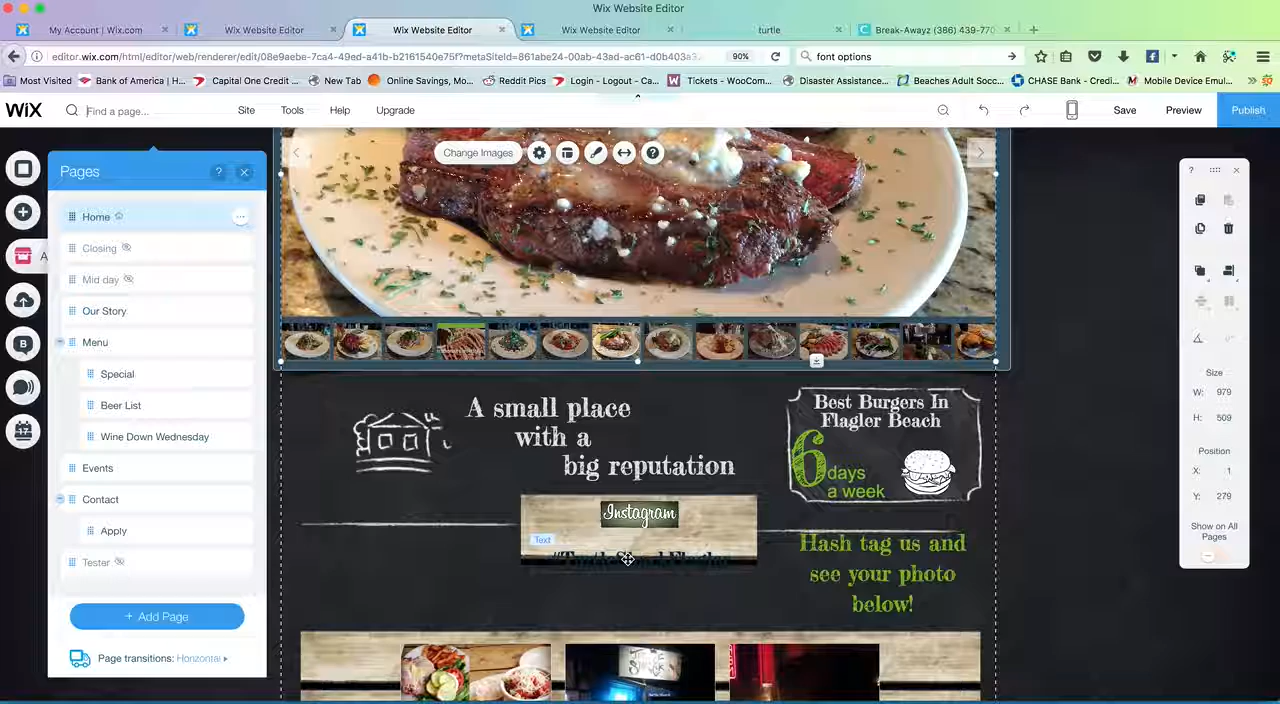 Wix Website Editor
My Account | Wix.com
Wix Website Editor
Wix Website Editor
Wix Website Editor
turtle
Break-Awayz (386) 439-770
editor.wix.com/html/editor/web/renderer/edit/08e9aebe-7ca4-49ed-a41b-b2161540e75f?metaSiteId=861abe24-00ab-43ad-ac61-d0b403a3
90%
font options
Most Visited
Bank of America | H...
Capital One Credit ...
New Tab
Online Savings, Mo...
Reddit Pics
Login - Logout - Ca...
Tickets - WooCom...
Disaster Assistance...
Beaches Adult Socc...
CHASE Bank - Credi...
Mobile Device Emul...
WiX
Find a page...
Site
Tools
Help
Upgrade
Save
Preview
Publish
Pages
?
Home
Closing
Mid day
Our Story
Menu
Special
Beer List
Wine Down Wednesday
Events
Contact
Apply
Tester
+ Add Page
Page transitions: Horizontal
Change Images
?
A small place
with a
big reputation
Best Burgers In
Flagler Beach
6 days
a week
Instagram
Text
Hash tag us and
see your photo
below!
?
0°
Size
W: 979
H: 509
Position
X: 1
Y: 279
Show on All
Pages